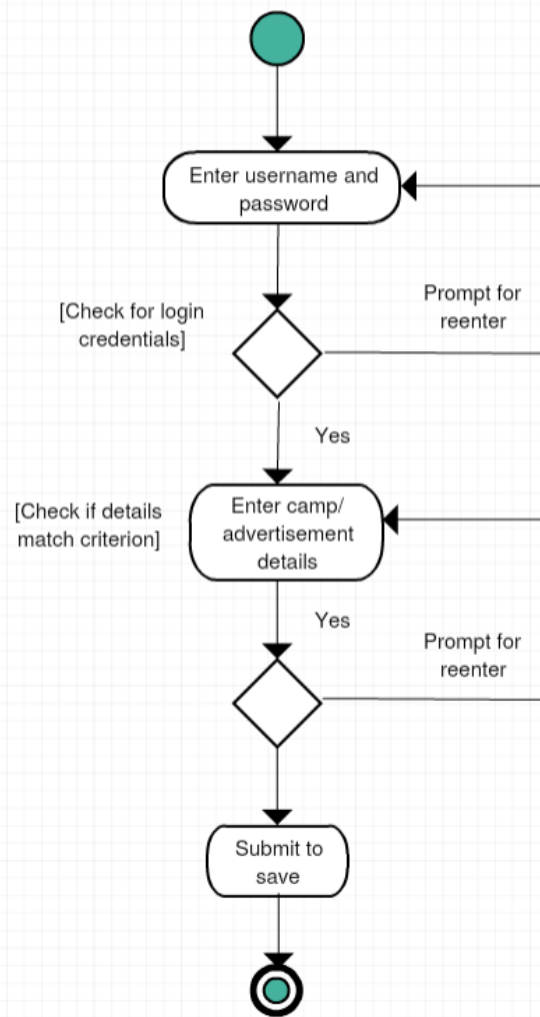 Enter username and
password
[Check for login
credentials]
Prompt for
reenter
Yes
[Check if details
match criterion]
Enter camp/
advertisement
details
Yes
Prompt for
reenter
Submit to
save